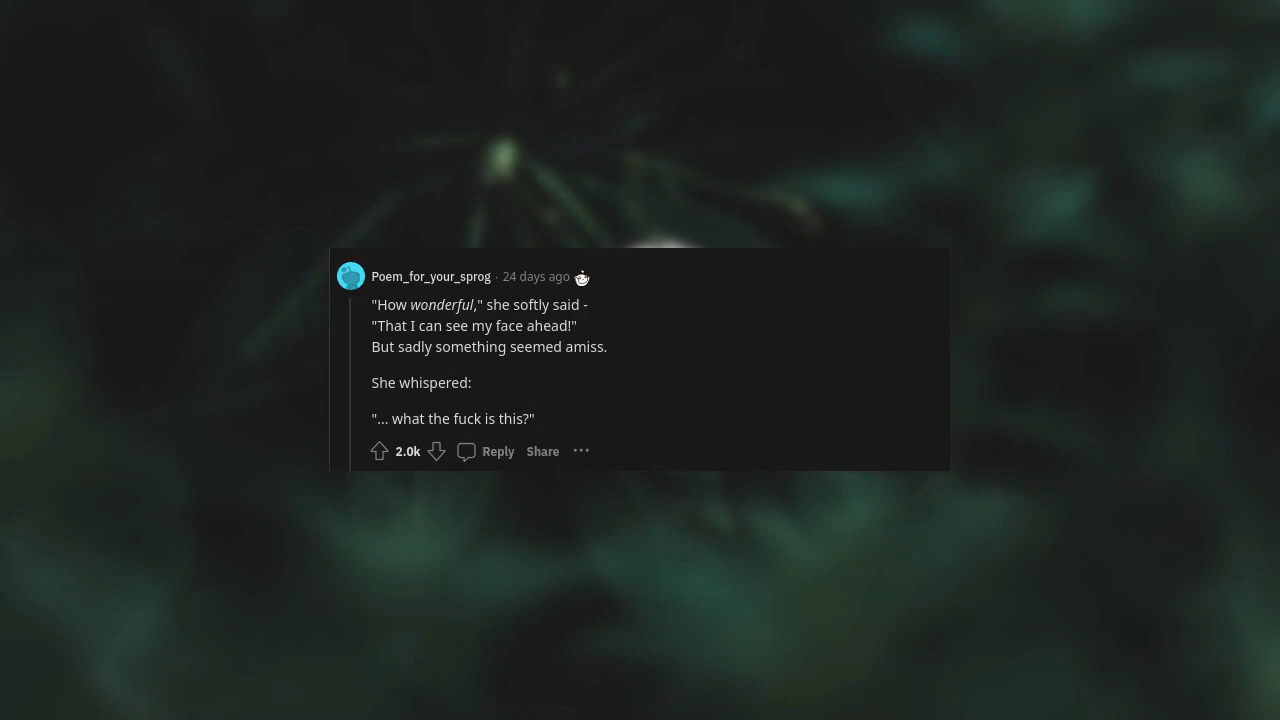 Poem_for_your_sprog · 24 days ago
"How wonderful," she softly said -
"That I can see my face ahead!"
But sadly something seemed amiss.
She whispered:
"... what the fuck is this?"
2.0k Reply Share ···